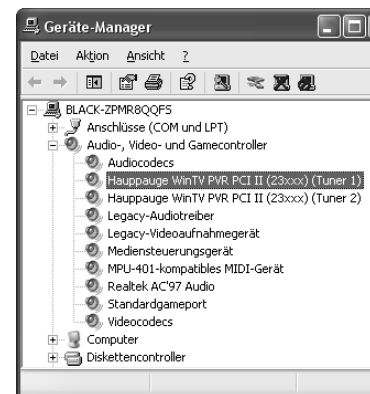 Geräte-Manager
Datei Aktion Ansicht ?
BLACK-ZPMR8QQFS
Anschlüsse (COM und LPT)
Audio-, Video- und Gamecontroller
Audiocodecs
Hauppauge WinTV PVR PCI II (23xxx) (Tuner 1)
Hauppauge WinTV PVR PCI II (23xxx) (Tuner 2)
Legacy-Audiotreiber
Legacy-Videoaufnahmegerät
Mediensteuerungsgerät
MPU-401-kompatibles MIDI-Gerät
Realtek AC'97 Audio
Standardgameport
Videocodecs
Computer
Diskettencontroller